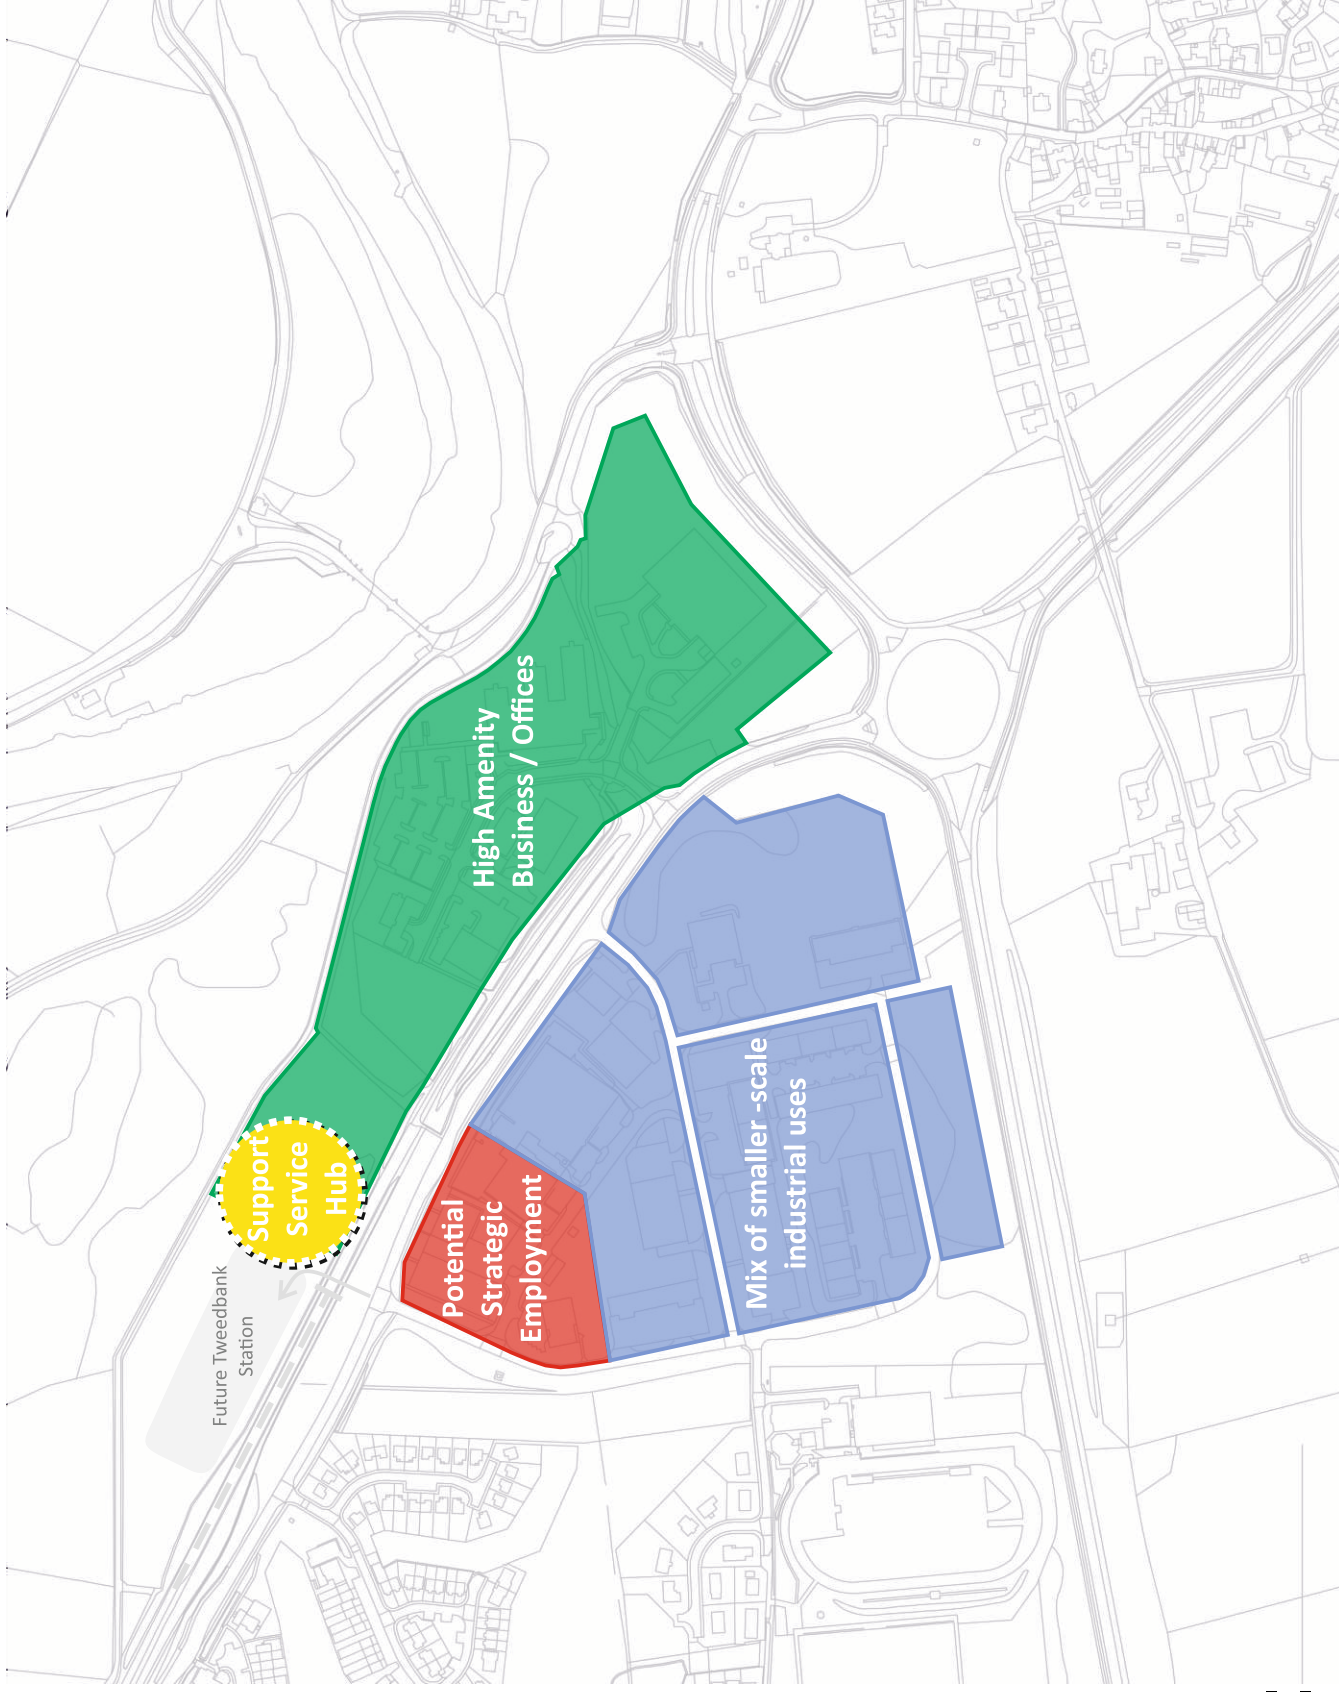 Future Tweedbank
Station
Support
Service
Hub
High Amenity
Business / Offices
Potential
Strategic
Employment
Mix of smaller -scale
industrial uses